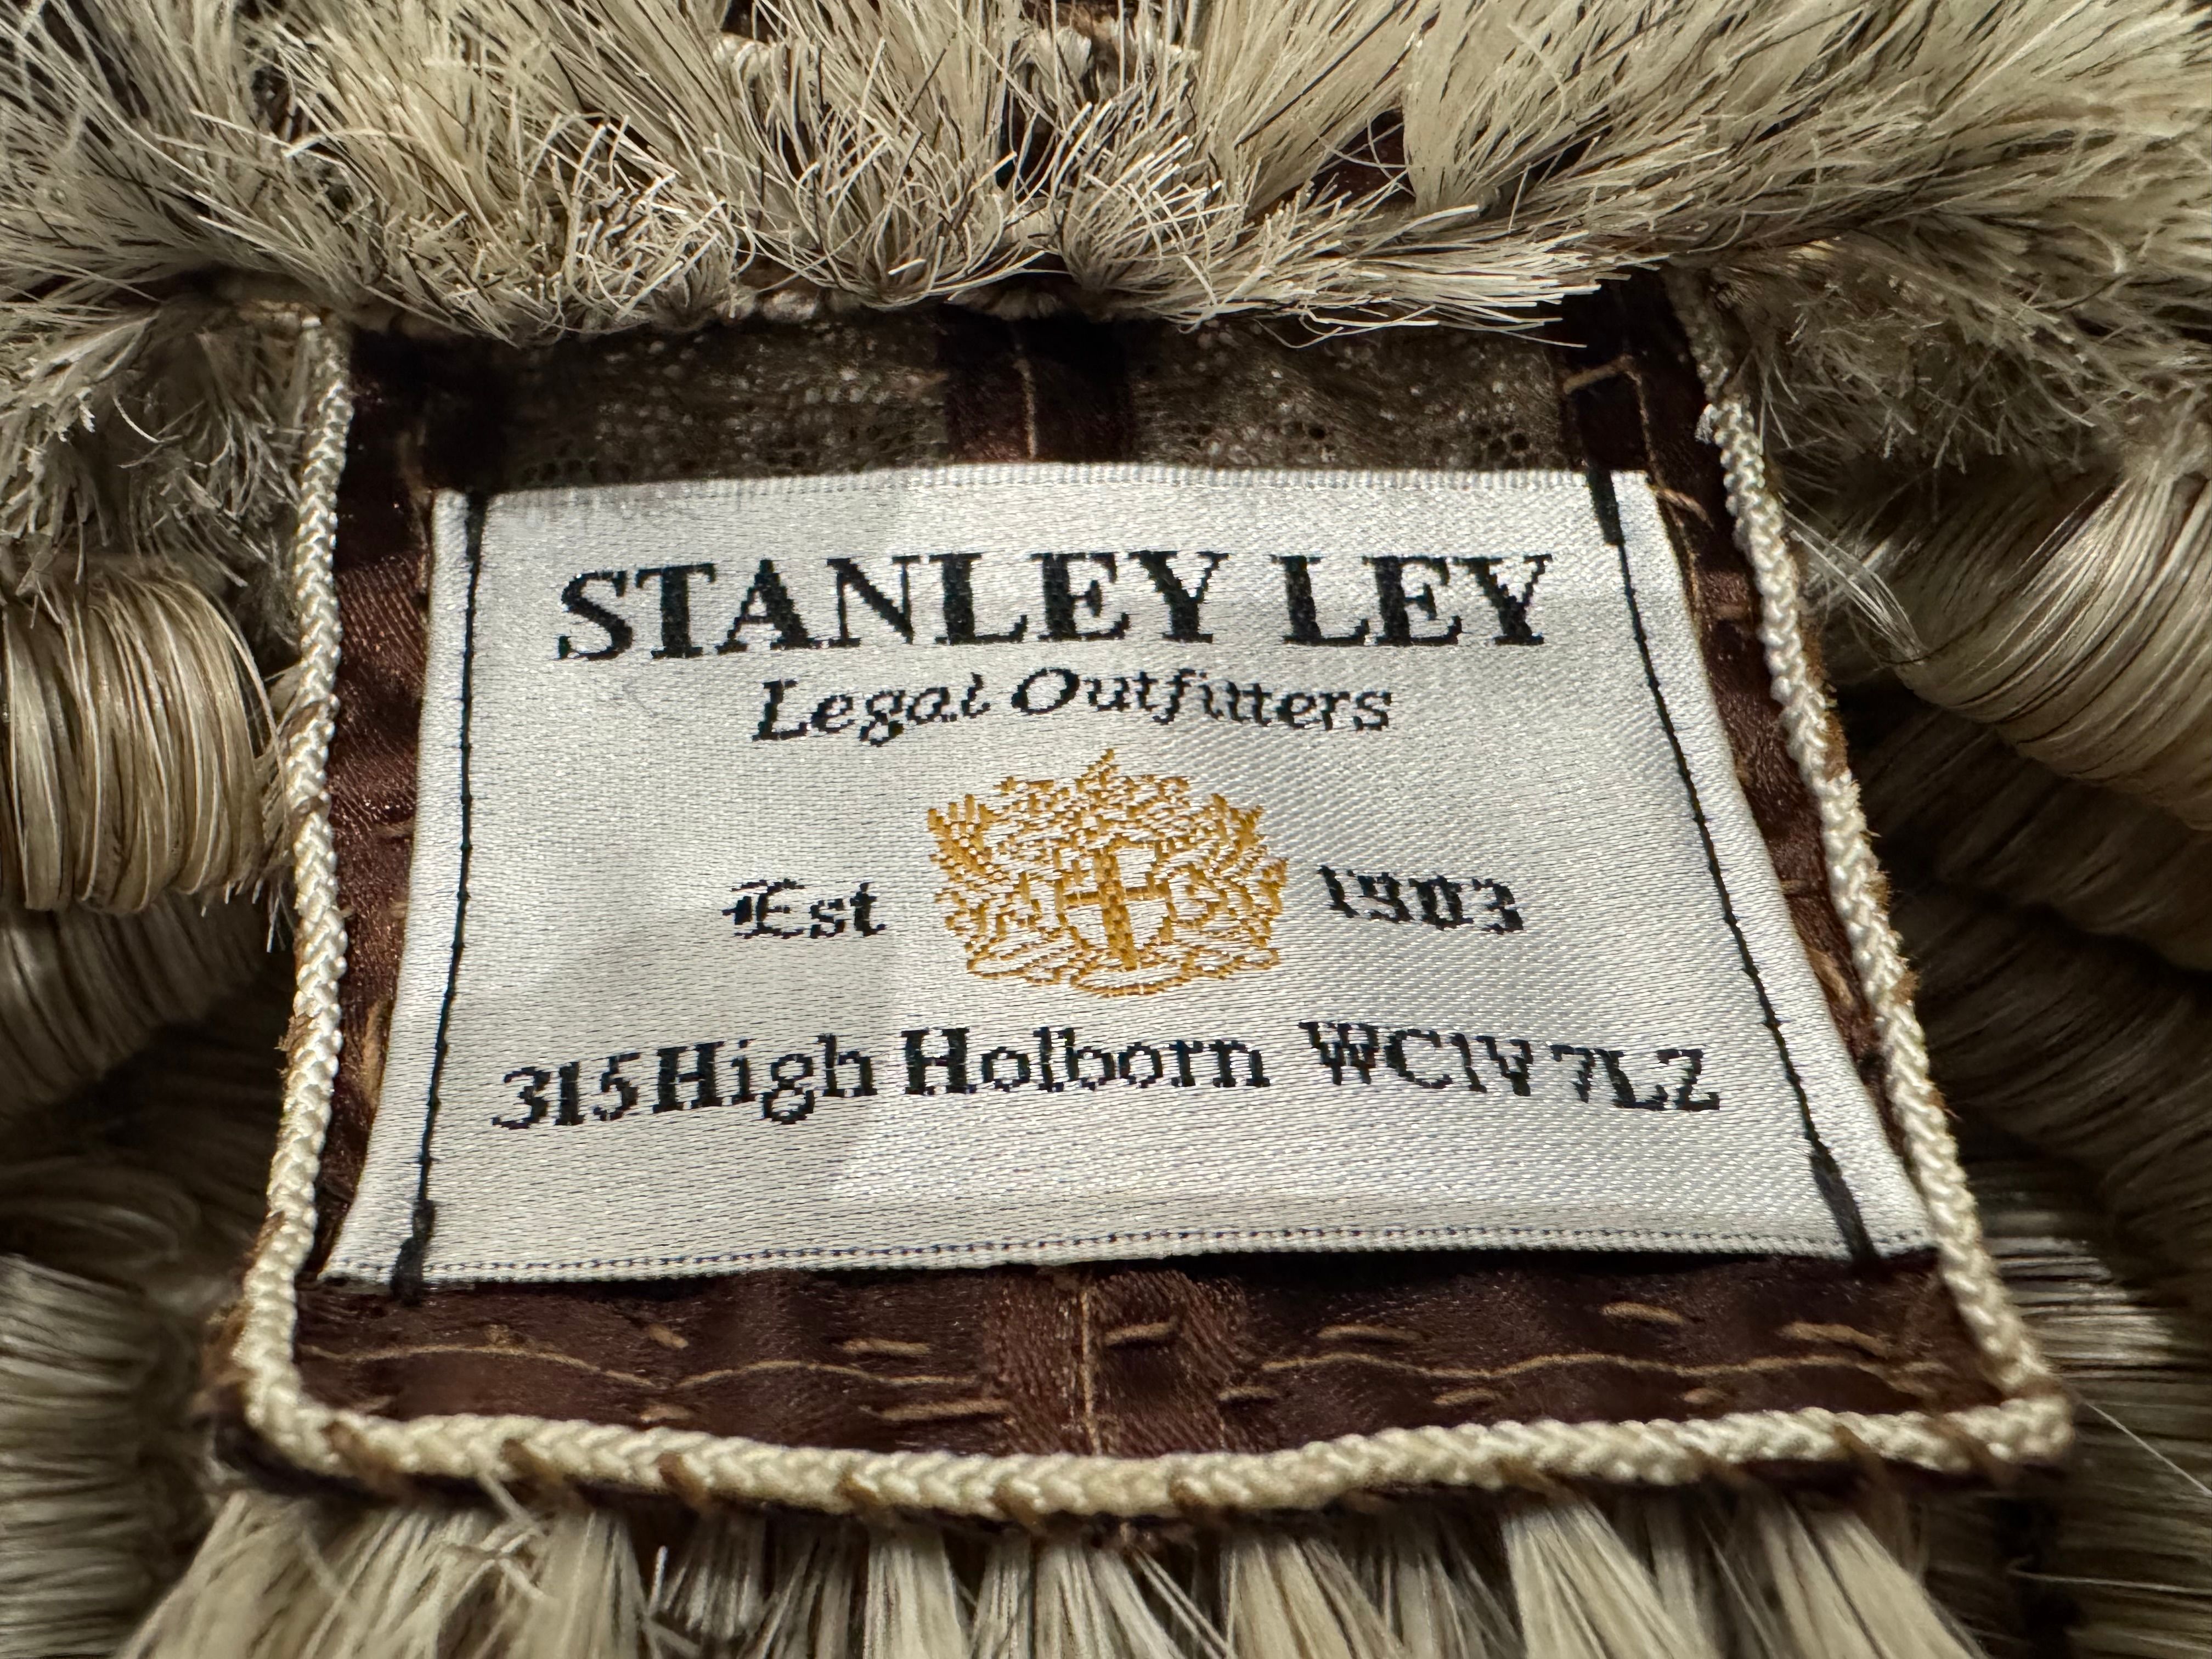 STANLEY LEY
Legal Outfitters
Est 1903
315 High Holborn WC1V 7LZ